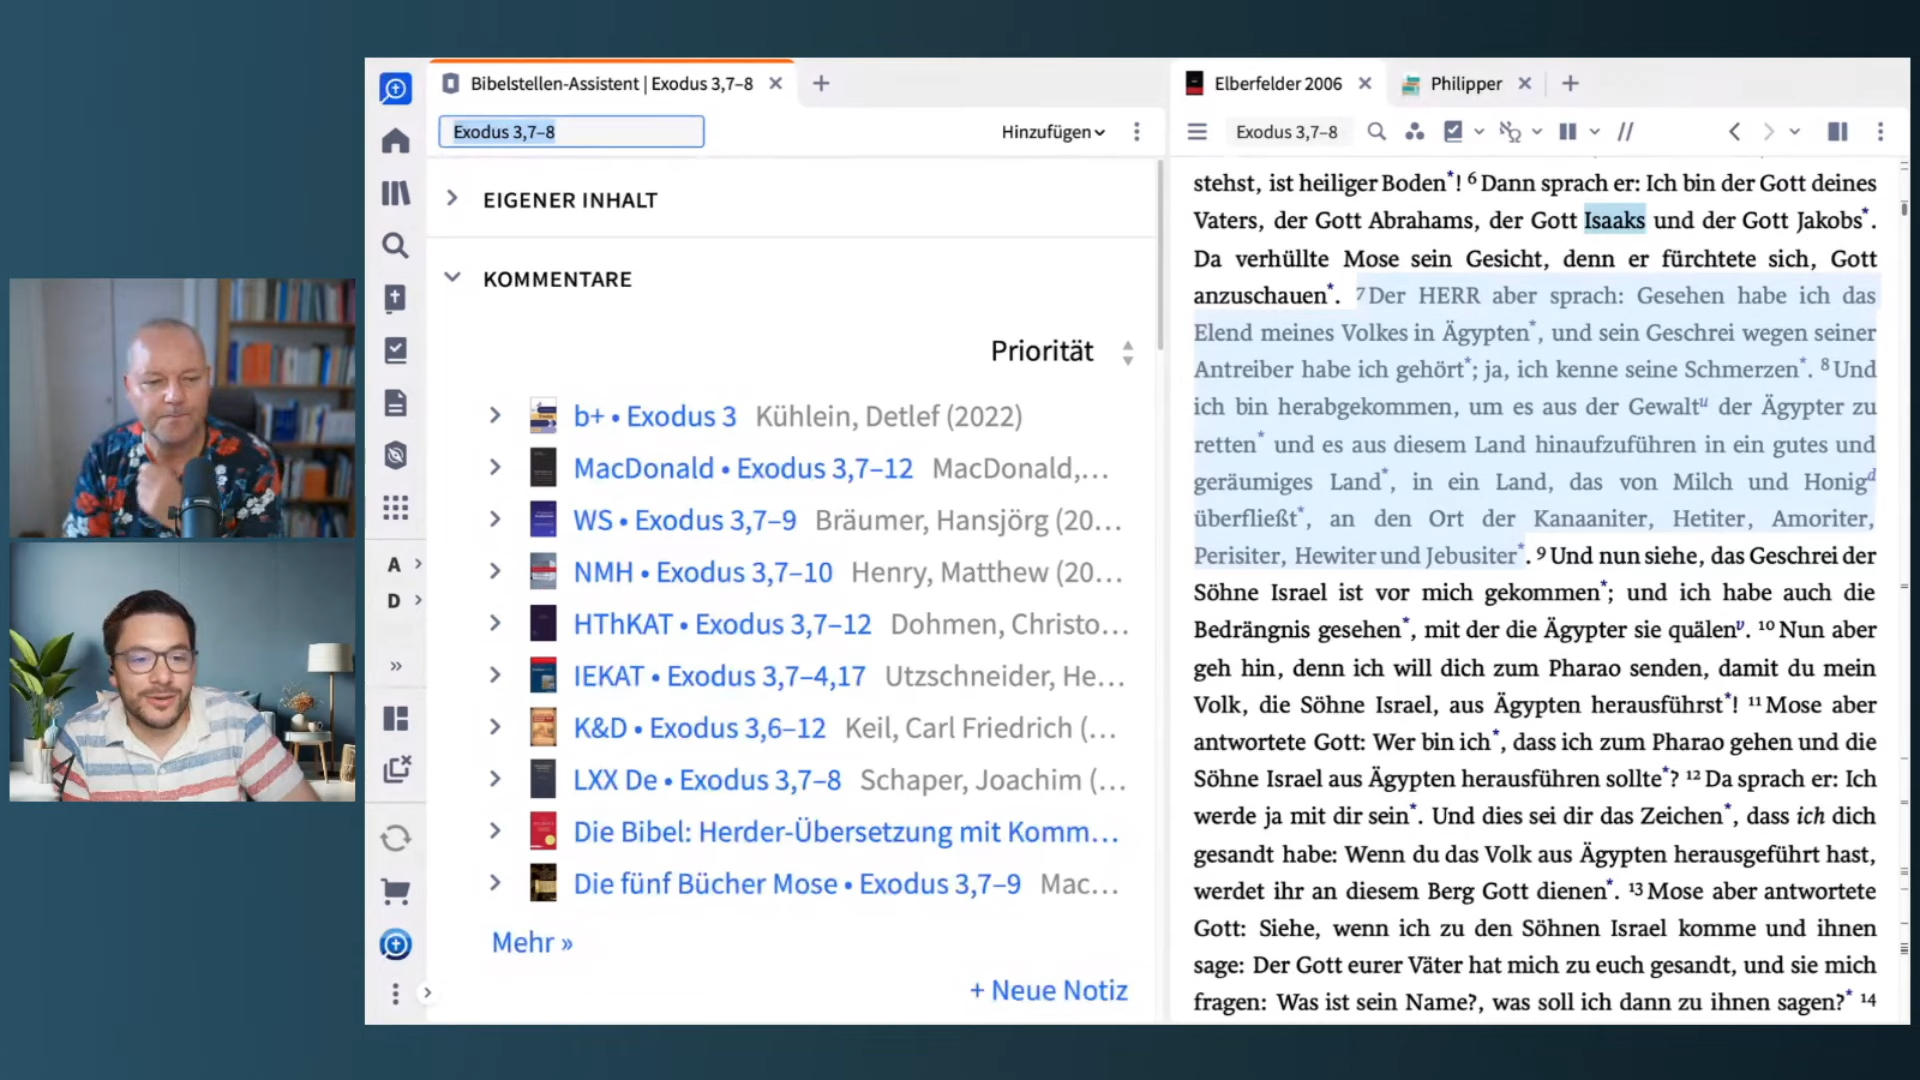 Bibelstellen-Assistent | Exodus 3,7–8
Exodus 3,7–8
Hinzufügen
EIGENER INHALT
KOMMENTARE
Priorität
b+ • Exodus 3 Kühlein, Detlef (2022)
MacDonald • Exodus 3,7–12 MacDonald,…
WS • Exodus 3,7–9 Bräumer, Hansjörg (20…
NMH • Exodus 3,7–10 Henry, Matthew (20…
HThKAT • Exodus 3,7–12 Dohmen, Christo…
IEKAT • Exodus 3,7–4,17 Utzschneider, He…
K&D • Exodus 3,6–12 Keil, Carl Friedrich (…
LXX De • Exodus 3,7–8 Schaper, Joachim (…
Die Bibel: Herder-Übersetzung mit Komm…
Die fünf Bücher Mose • Exodus 3,7–9 Mac…
Mehr »
+ Neue Notiz
A
D
»
Elberfelder 2006
Philipper
Exodus 3,7–8
stehst, ist heiliger Boden*! 6 Dann sprach er: Ich bin der Gott deines
Vaters, der Gott Abrahams, der Gott Isaaks und der Gott Jakobs*.
Da verhüllte Mose sein Gesicht, denn er fürchtete sich, Gott
anzuschauen*. 7 Der HERR aber sprach: Gesehen habe ich das
Elend meines Volkes in Ägypten*, und sein Geschrei wegen seiner
Antreiber habe ich gehört*; ja, ich kenne seine Schmerzen*. 8 Und
ich bin herabgekommen, um es aus der Gewalt u der Ägypter zu
retten* und es aus diesem Land hinaufzuführen in ein gutes und
geräumiges Land*, in ein Land, das von Milch und Honig d
überfließt*, an den Ort der Kanaaniter, Hetiter, Amoriter,
Perisiter, Hewiter und Jebusiter*. 9 Und nun siehe, das Geschrei der
Söhne Israel ist vor mich gekommen*; und ich habe auch die
Bedrängnis gesehen*, mit der die Ägypter sie quälen v. 10 Nun aber
geh hin, denn ich will dich zum Pharao senden, damit du mein
Volk, die Söhne Israel, aus Ägypten herausführst*! 11 Mose aber
antwortete Gott: Wer bin ich*, dass ich zum Pharao gehen und die
Söhne Israel aus Ägypten herausführen sollte*? 12 Da sprach er: Ich
werde ja mit dir sein*. Und dies sei dir das Zeichen*, dass ich dich
gesandt habe: Wenn du das Volk aus Ägypten herausgeführt hast,
werdet ihr an diesem Berg Gott dienen*. 13 Mose aber antwortete
Gott: Siehe, wenn ich zu den Söhnen Israel komme und ihnen
sage: Der Gott eurer Väter hat mich zu euch gesandt, und sie mich
fragen: Was ist sein Name?, was soll ich dann zu ihnen sagen?* 14